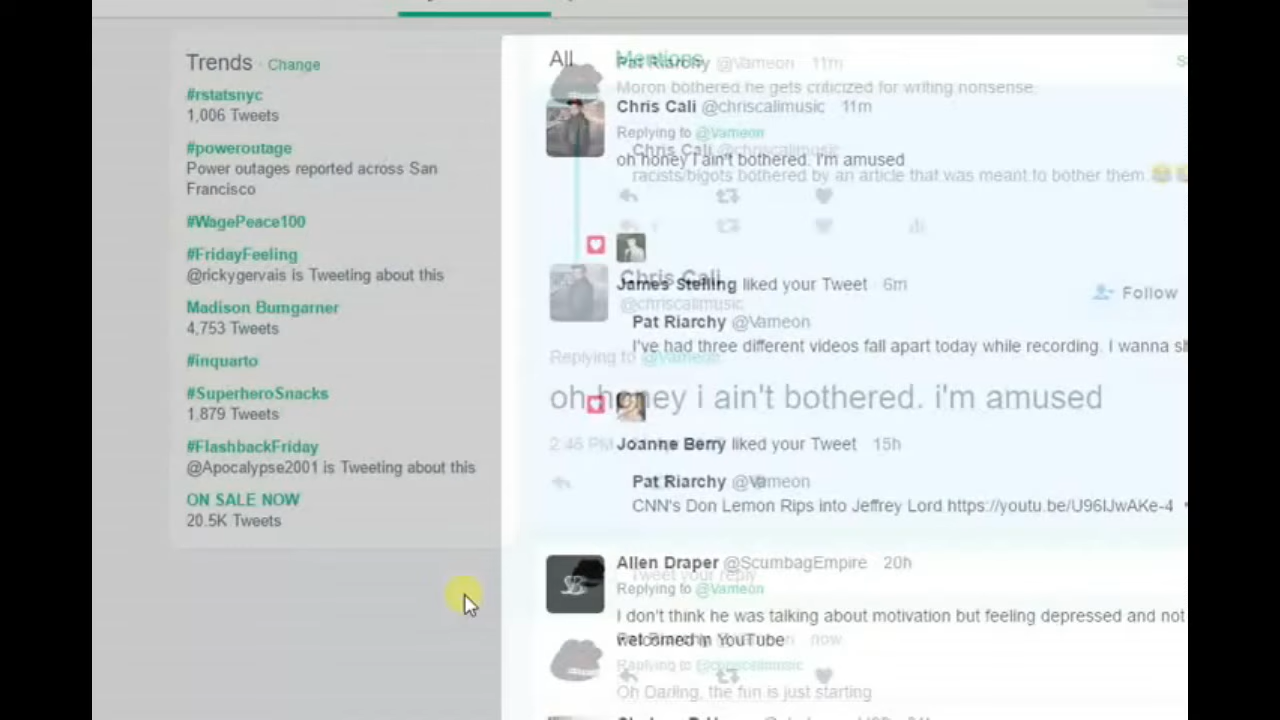 Trends · Change
#rstatsnyc
1,006 Tweets
#poweroutage
Power outages reported across San
Francisco
#WagePeace100
#FridayFeeling
@rickygervais is Tweeting about this
Madison Bumgarner
4,753 Tweets
#inquarto
#SuperheroSnacks
1,879 Tweets
#FlashbackFriday
@Apocalypse2001 is Tweeting about this
ON SALE NOW
20.5K Tweets
All Mentions
Pat Riarchy @Vameon · 11m
Moron bothered he gets criticized for writing nonsense.
Chris Cali @chriscalimusic · 11m
Replying to @Vameon
Chris Cali @chriscalimusic
oh honey i ain't bothered. i'm amused
racists/bigots bothered by an article that was meant to bother them. 😂
Chris Cali
James Stelling liked your Tweet · 6m
Follow
@chriscalimusic
Pat Riarchy @Vameon
I've had three different videos fall apart today while recording. I wanna
Replying to @Vameon
oh honey i ain't bothered. i'm amused
2:46 PM
Joanne Berry liked your Tweet · 15h
Pat Riarchy @Vameon
CNN's Don Lemon Rips into Jeffrey Lord https://youtu.be/U96IJwAKe-4
Allen Draper @ScumbagEmpire · 20h
Tweet your reply
Replying to @Vameon
I don't think he was talking about motivation but feeling depressed and not
welcomed in YouTube
now
Replying to @chriscalimusic
Oh Darling, the fun is just starting